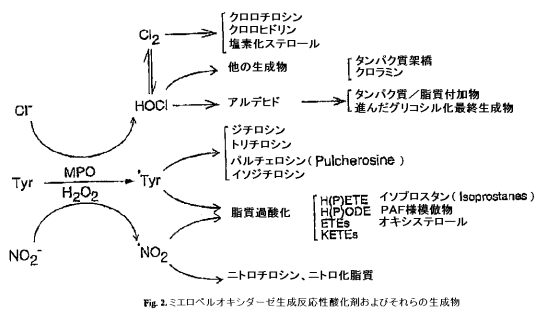 クロロチロシン
クロロヒドリン
塩素化ステロール
Cl2
他の生成物
タンパク質架橋
クロラミン
HOCl
アルデヒド
タンパク質／脂質付加物
進んだグリコシル化最終生成物
Cl-
ジチロシン
トリチロシン
パルチェロシン( Pulcherosine )
イソジチロシン
Tyr
MPO
H2O2
•Tyr
脂質過酸化
H(P)ETE イソプロスタン( Isoprostanes )
H(P)ODE PAF様模倣物
ETEs オキシステロール
KETEs
NO2-
•NO2
ニトロチロシン、ニトロ化脂質
Fig. 2. ミエロペルオキシダーゼ生成反応性酸化剤およびそれらの生成物